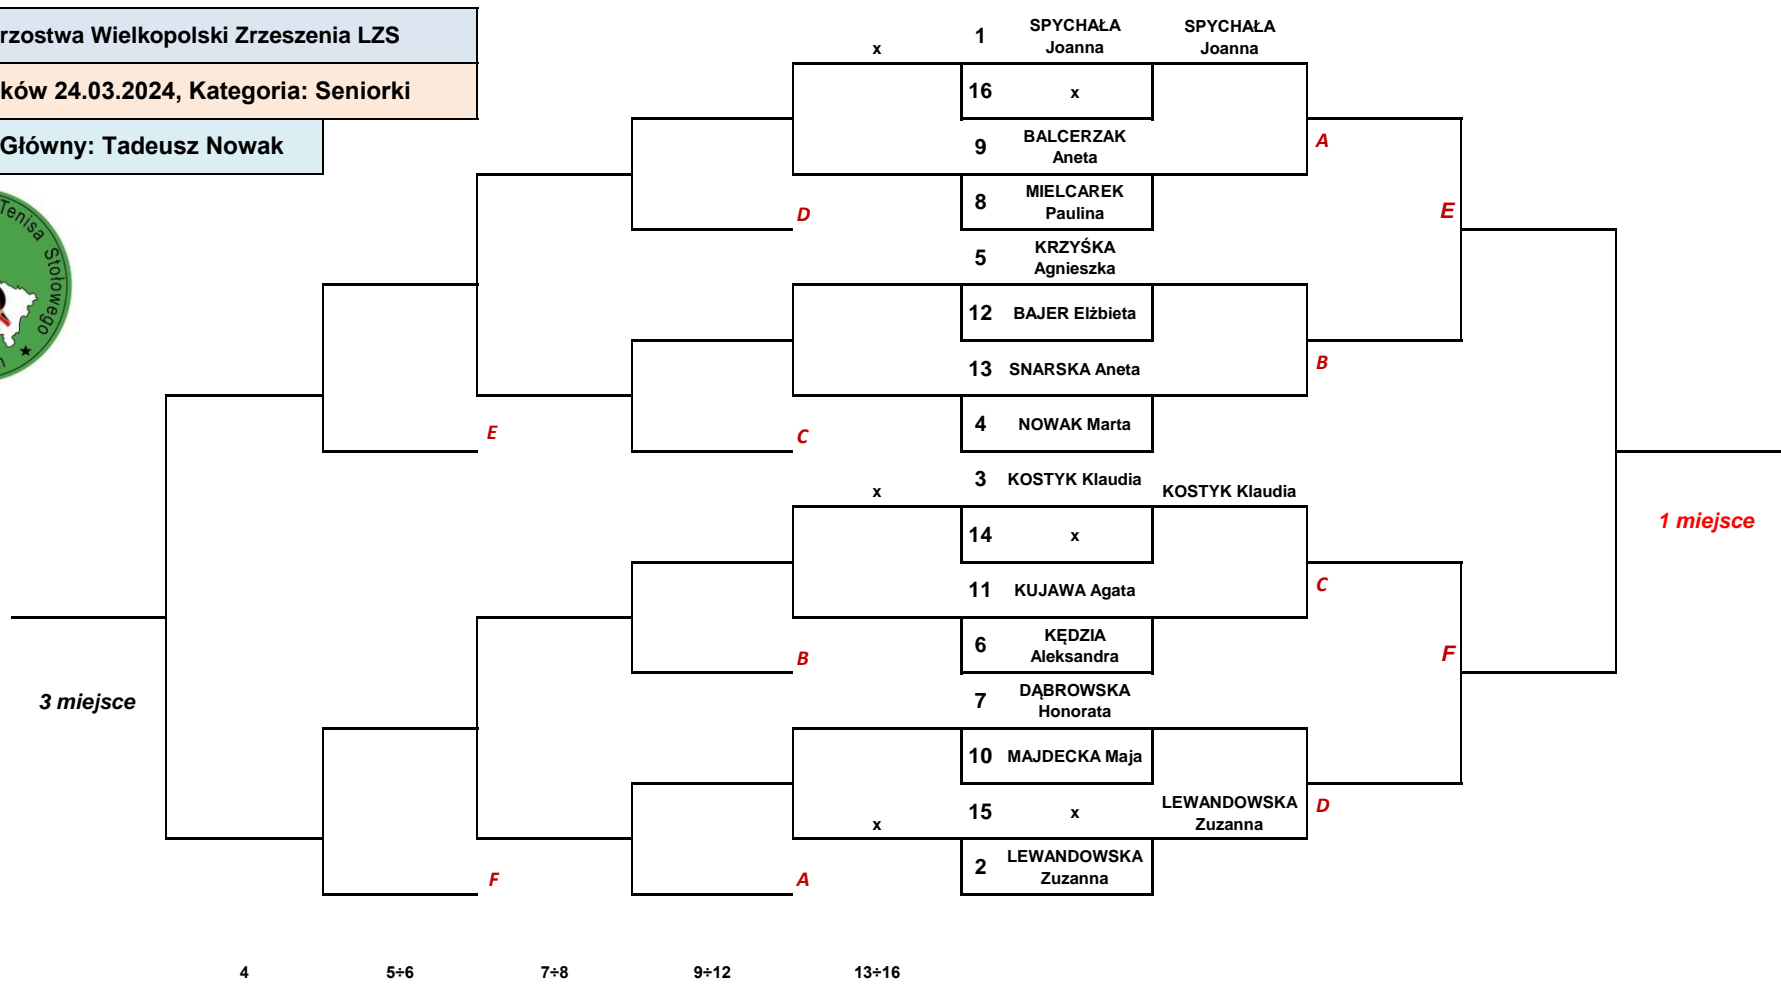 rzostwa Wielkopolski Zrzeszenia LZS
ków 24.03.2024, Kategoria: Seniorki
Główny: Tadeusz Nowak
Tenisa Stołowego
x
1
SPYCHAŁA
Joanna
SPYCHAŁA
Joanna
16
x
A
9
BALCERZAK
Aneta
8
MIELCAREK
Paulina
D
E
5
KRZYŚKA
Agnieszka
12
BAJER Elżbieta
13
SNARSKA Aneta
B
4
NOWAK Marta
E
C
3
KOSTYK Klaudia
x
KOSTYK Klaudia
14
x
1 miejsce
11
KUJAWA Agata
C
6
KĘDZIA
Aleksandra
B
F
3 miejsce
7
DĄBROWSKA
Honorata
10
MAJDECKA Maja
15
x
x
LEWANDOWSKA
Zuzanna
D
2
LEWANDOWSKA
Zuzanna
F
A
4
5÷6
7÷8
9÷12
13÷16